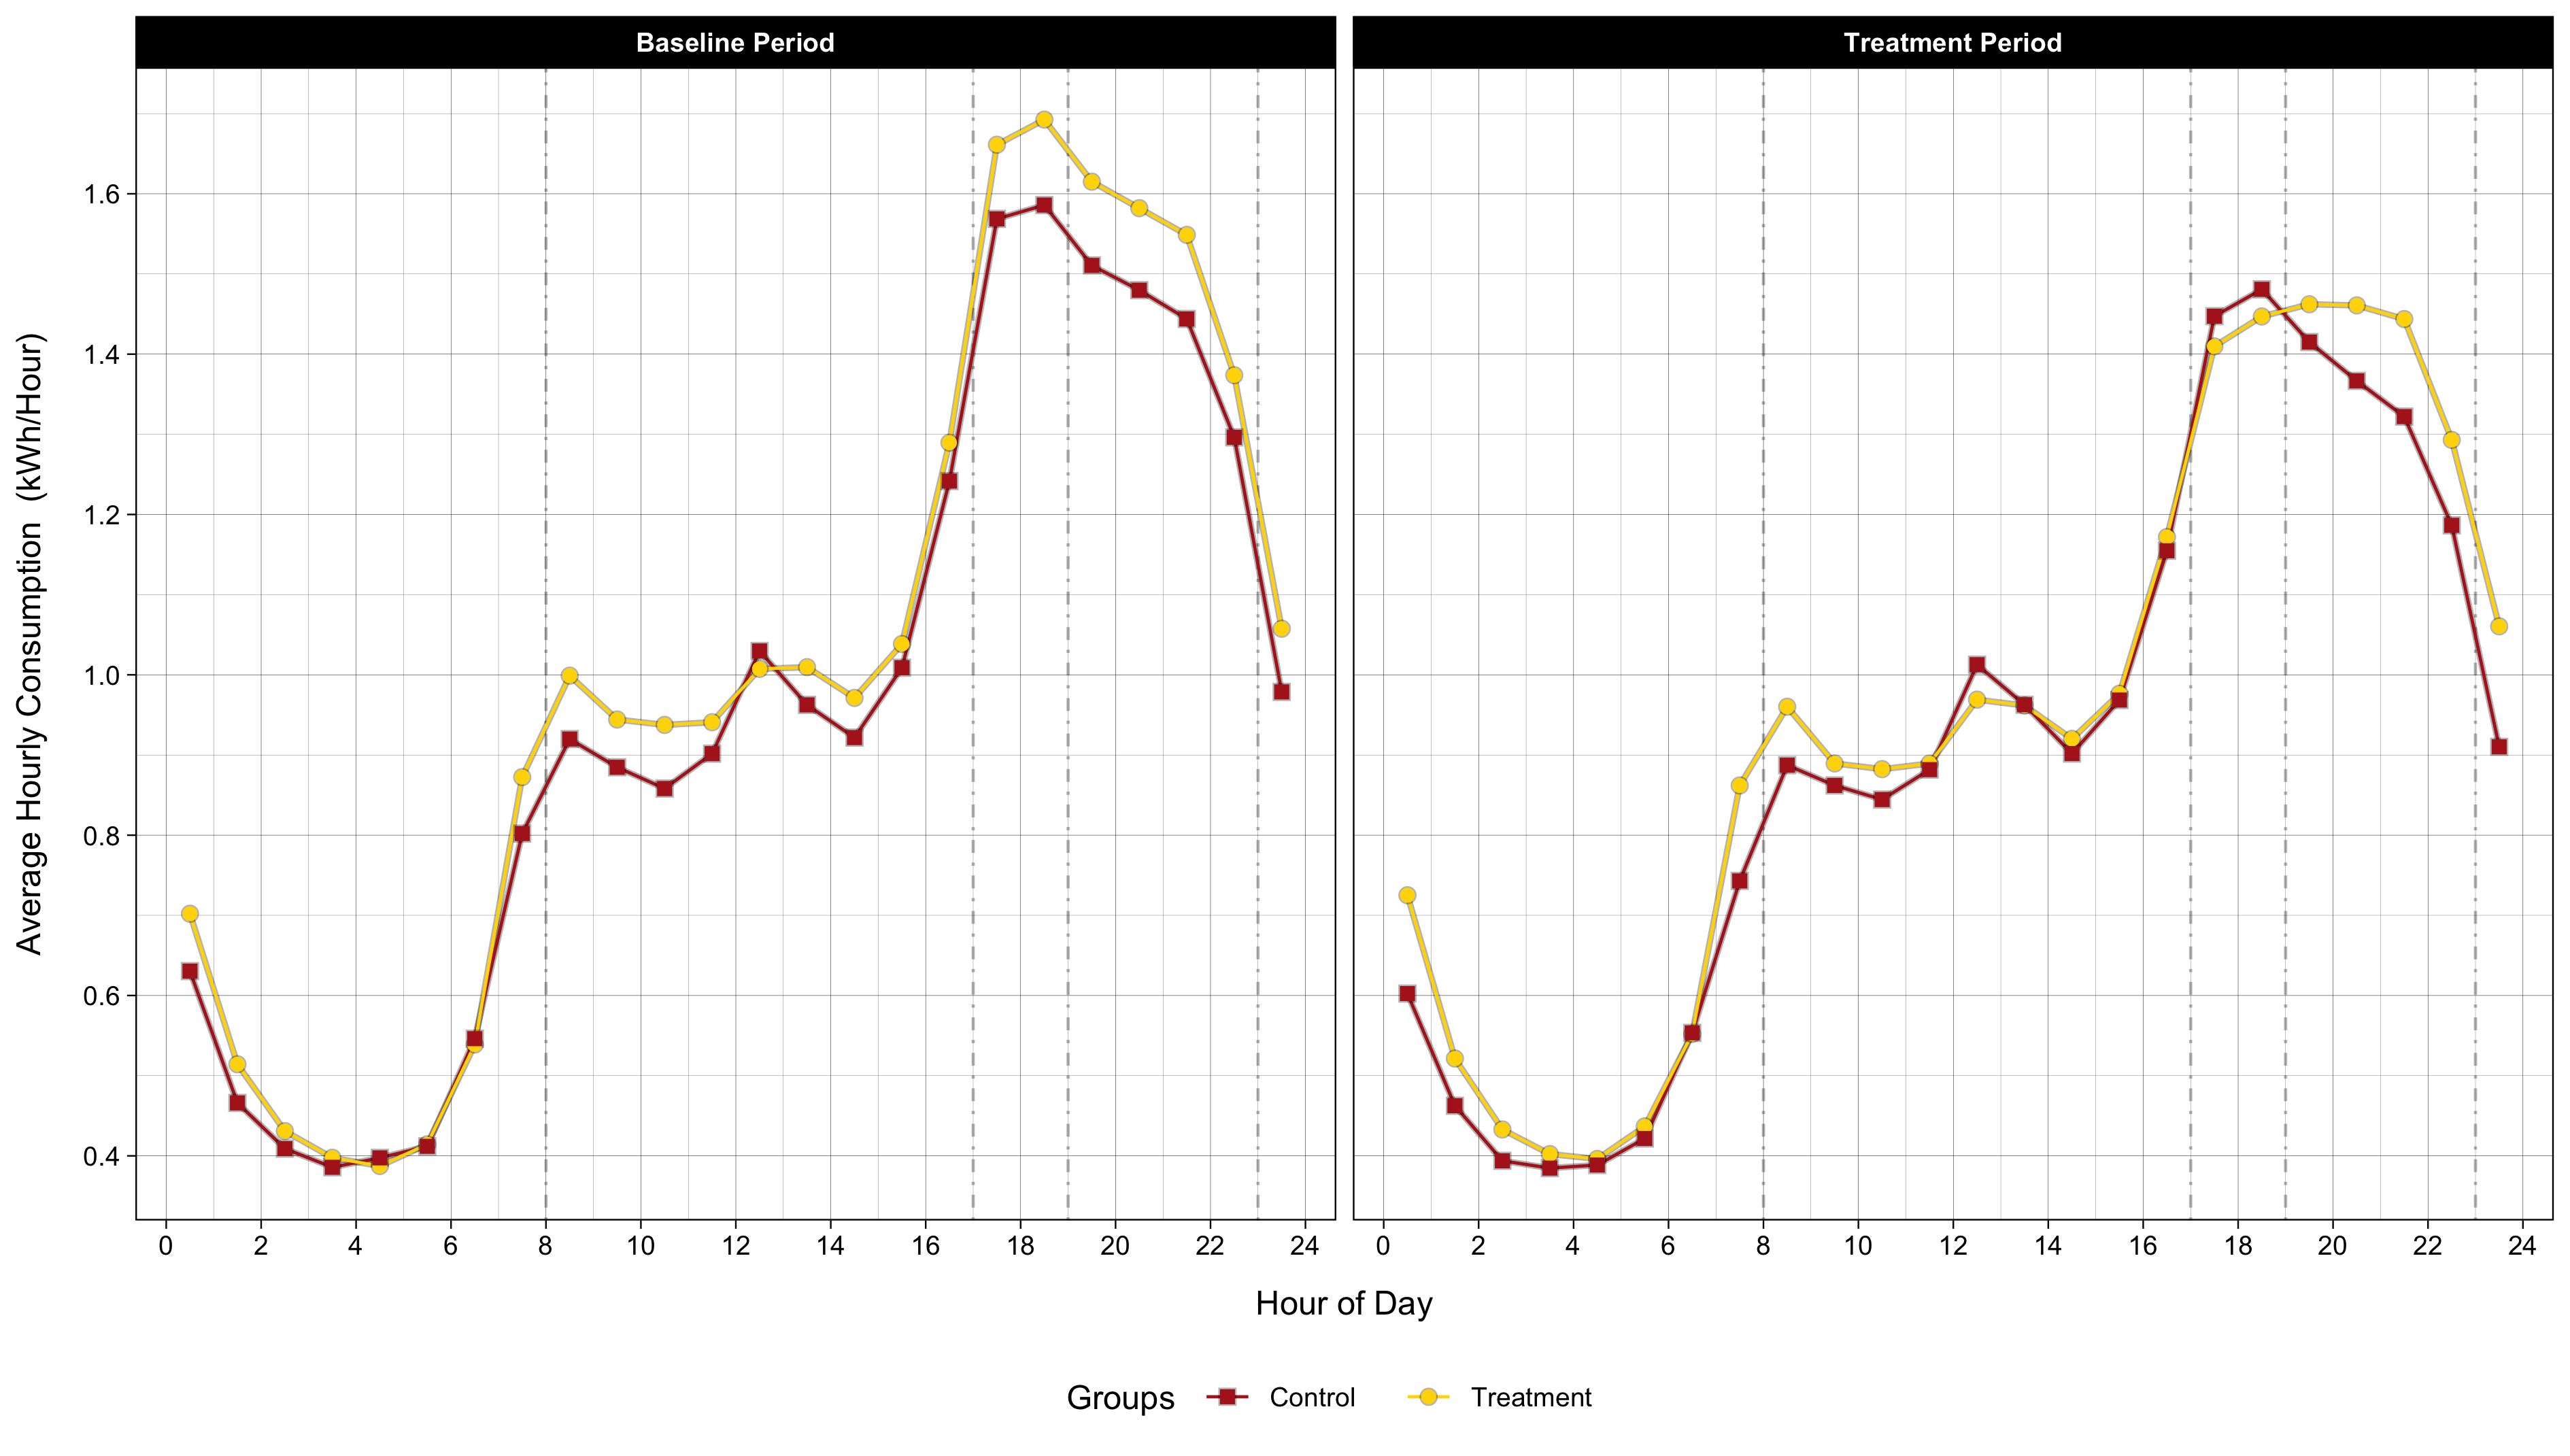 Baseline Period
Treatment Period
Average Hourly Consumption  (kWh/Hour)
1.6
1.4
1.2
1.0
0.8
0.6
0.4
0 2 4 6 8 10 12 14 16 18 20 22 24
0 2 4 6 8 10 12 14 16 18 20 22 24
Hour of Day
Groups Control Treatment